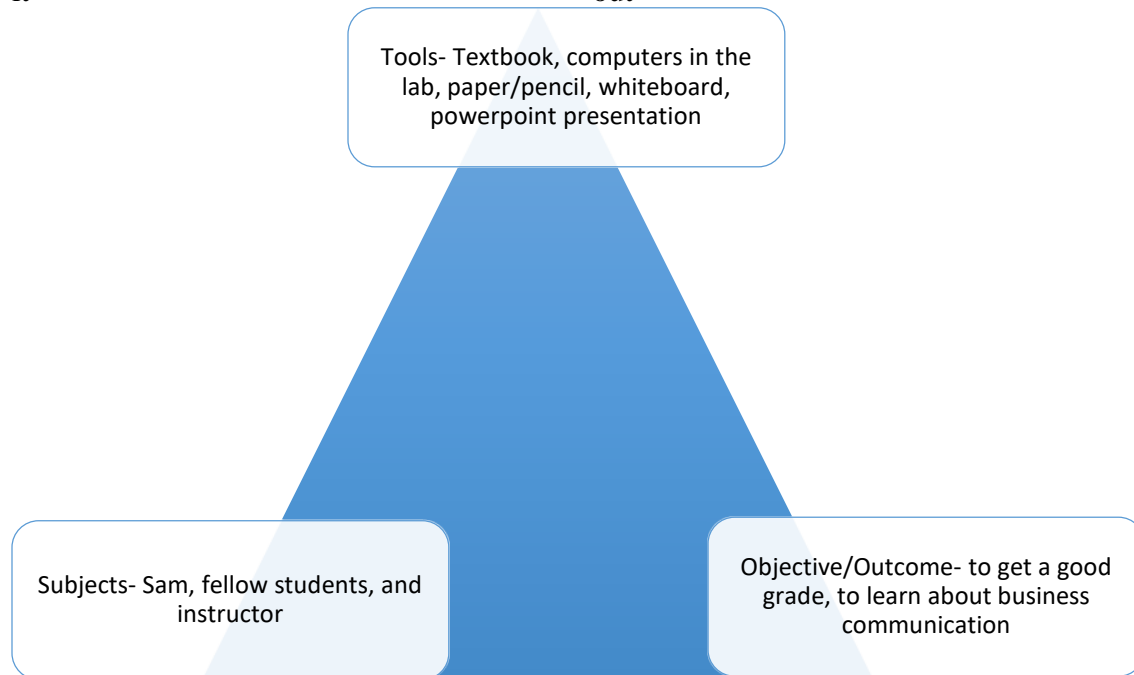 Tools- Textbook, computers in the
lab, paper/pencil, whiteboard,
powerpoint presentation
Subjects- Sam, fellow students, and
instructor
Objective/Outcome- to get a good
grade, to learn about business
communication